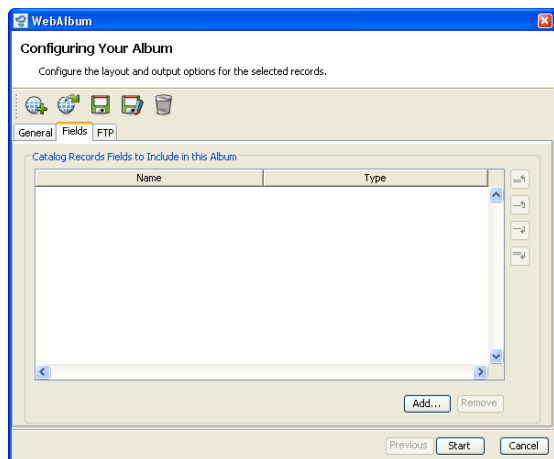 WebAlbum
Configuring Your Album
Configure the layout and output options for the selected records.
General Fields FTP
Catalog Records Fields to Include in this Album
Name Type
Add... Remove
Previous Start Cancel